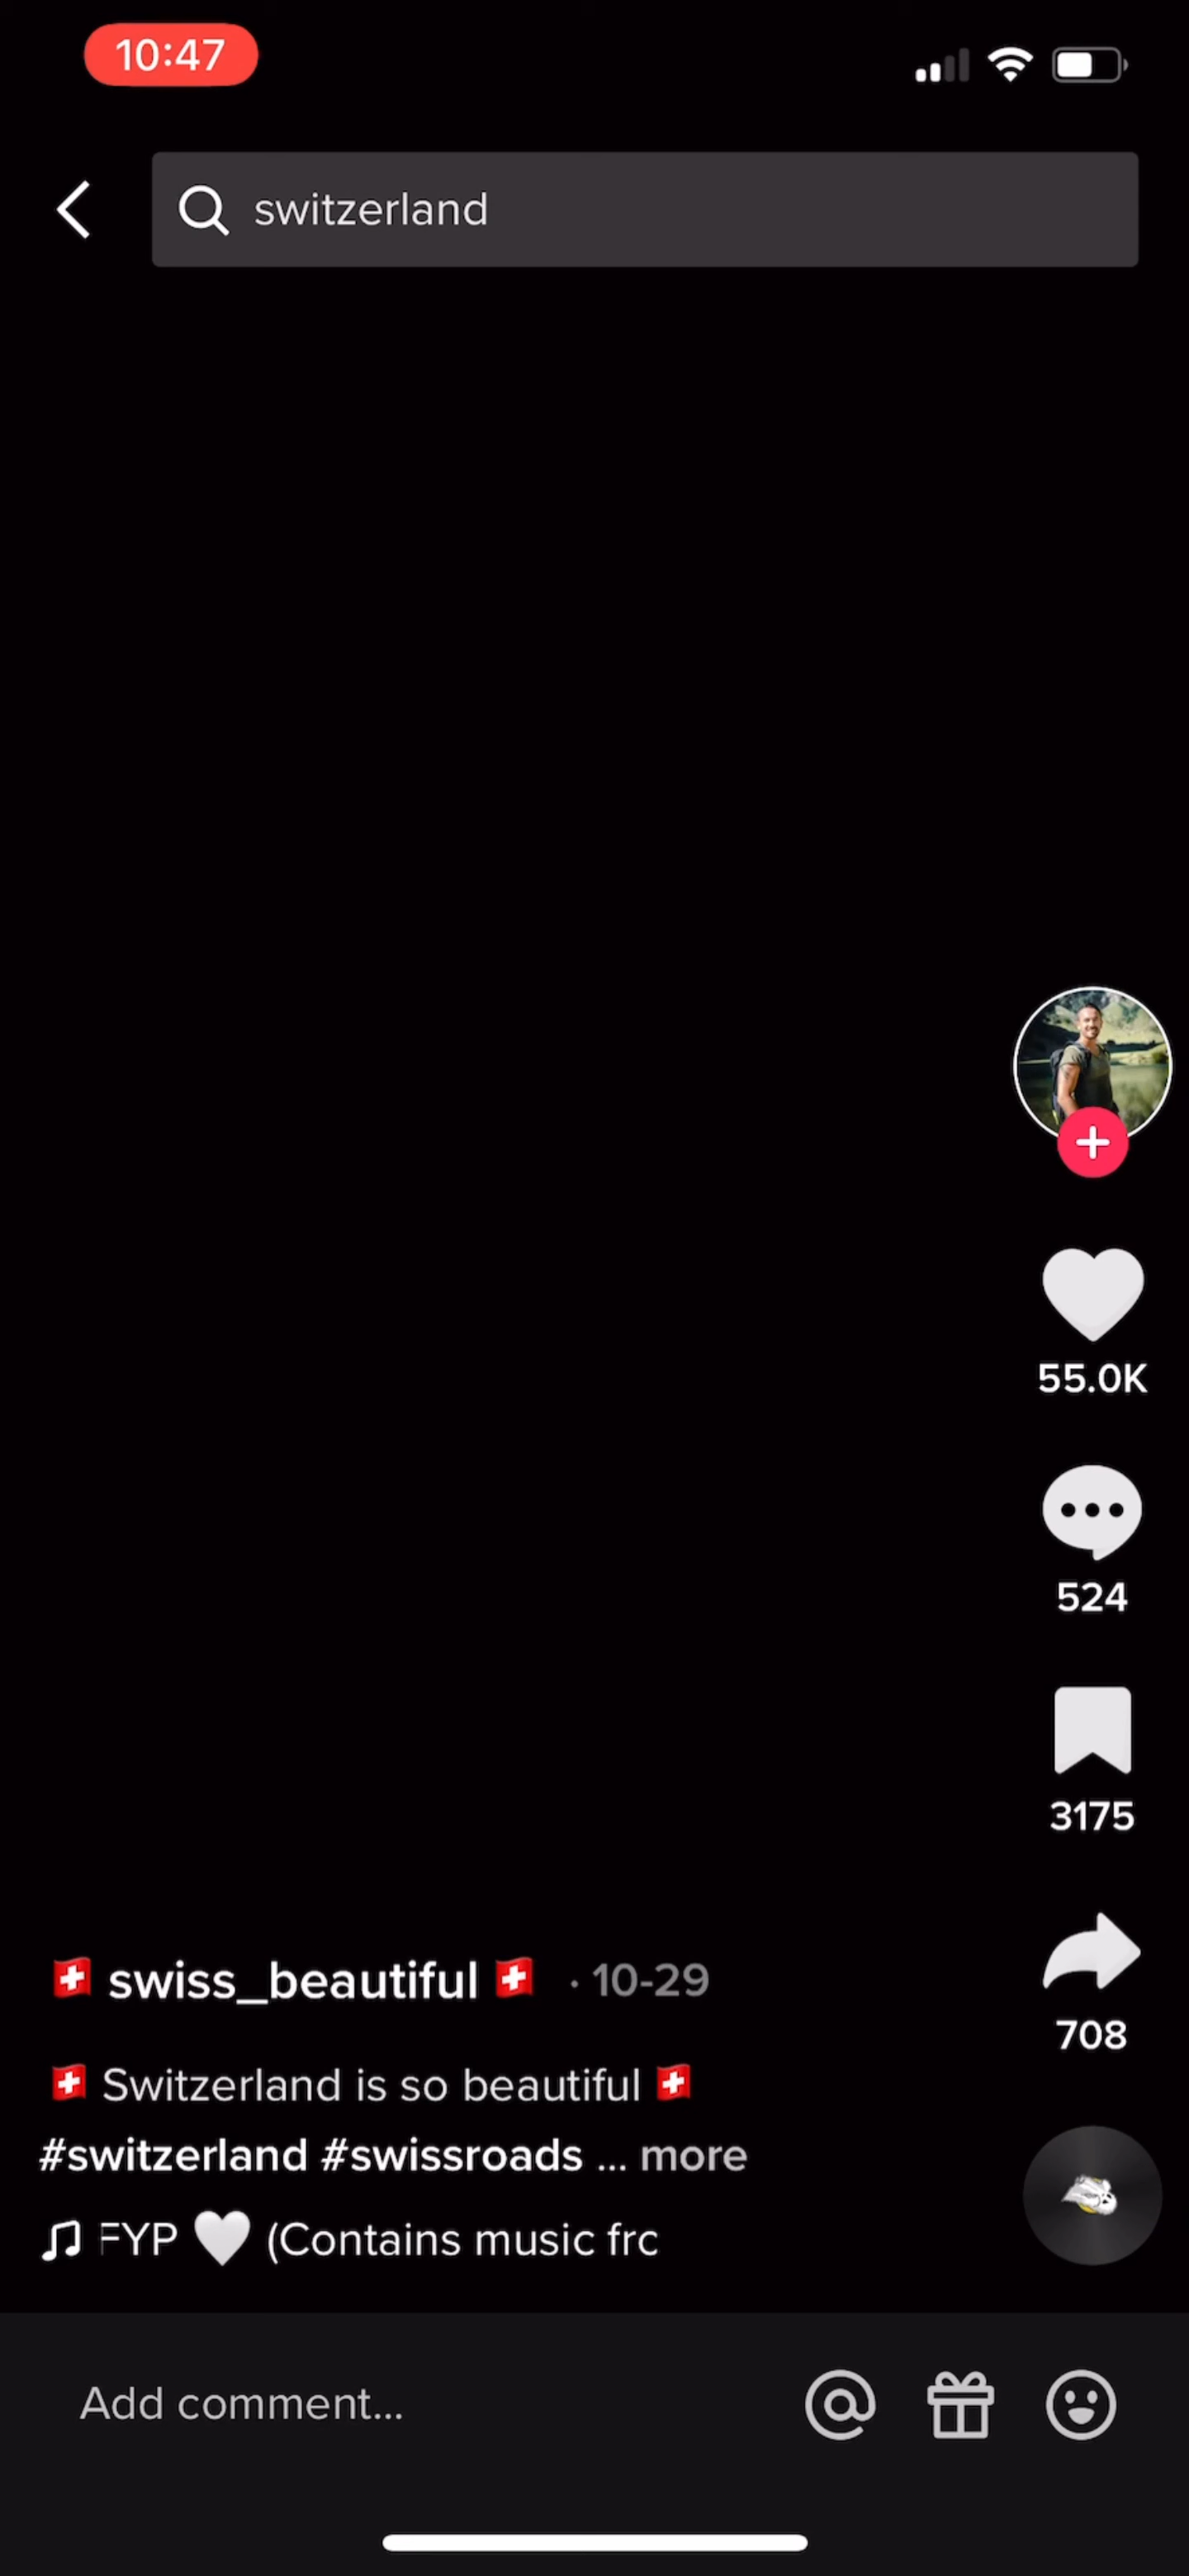 10:47
switzerland
55.0K
524
3175
708
🇨🇭 swiss_beautiful 🇨🇭 · 10-29
🇨🇭 Switzerland is so beautiful 🇨🇭
#switzerland #swissroads ... more
FYP 🤍 (Contains music frc
Add comment...